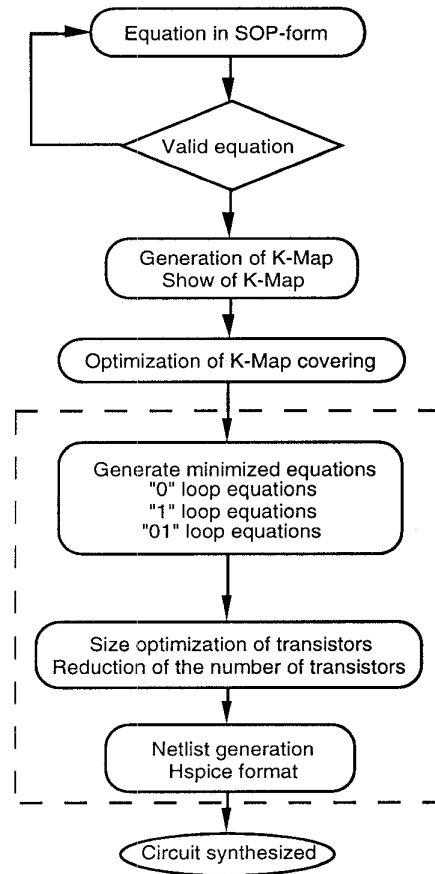 Equation in SOP-form
Valid equation
Generation of K-Map
Show of K-Map
Optimization of K-Map covering
Generate minimized equations
"0" loop equations
"1" loop equations
"01" loop equations
Size optimization of transistors
Reduction of the number of transistors
Netlist generation
Hspice format
Circuit synthesized